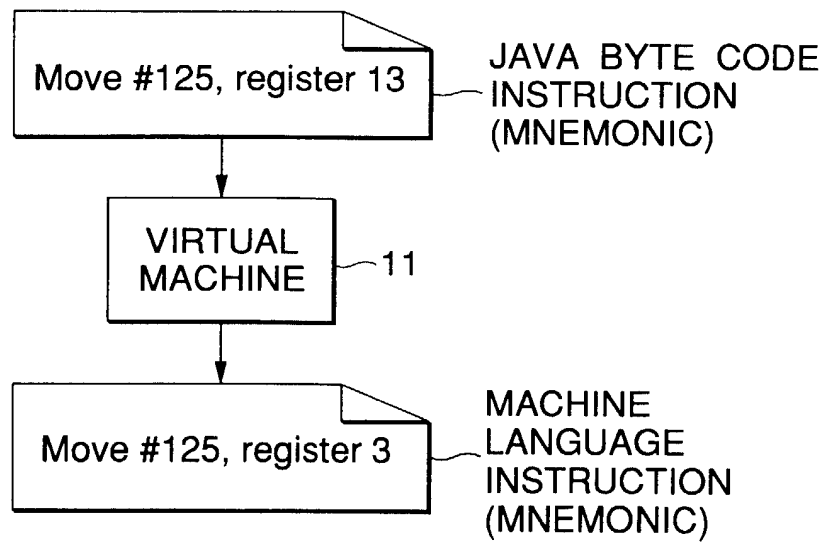 Move #125, register 13
JAVA BYTE CODE
INSTRUCTION
(MNEMONIC)
VIRTUAL
MACHINE
11
Move #125, register 3
MACHINE
LANGUAGE
INSTRUCTION
(MNEMONIC)